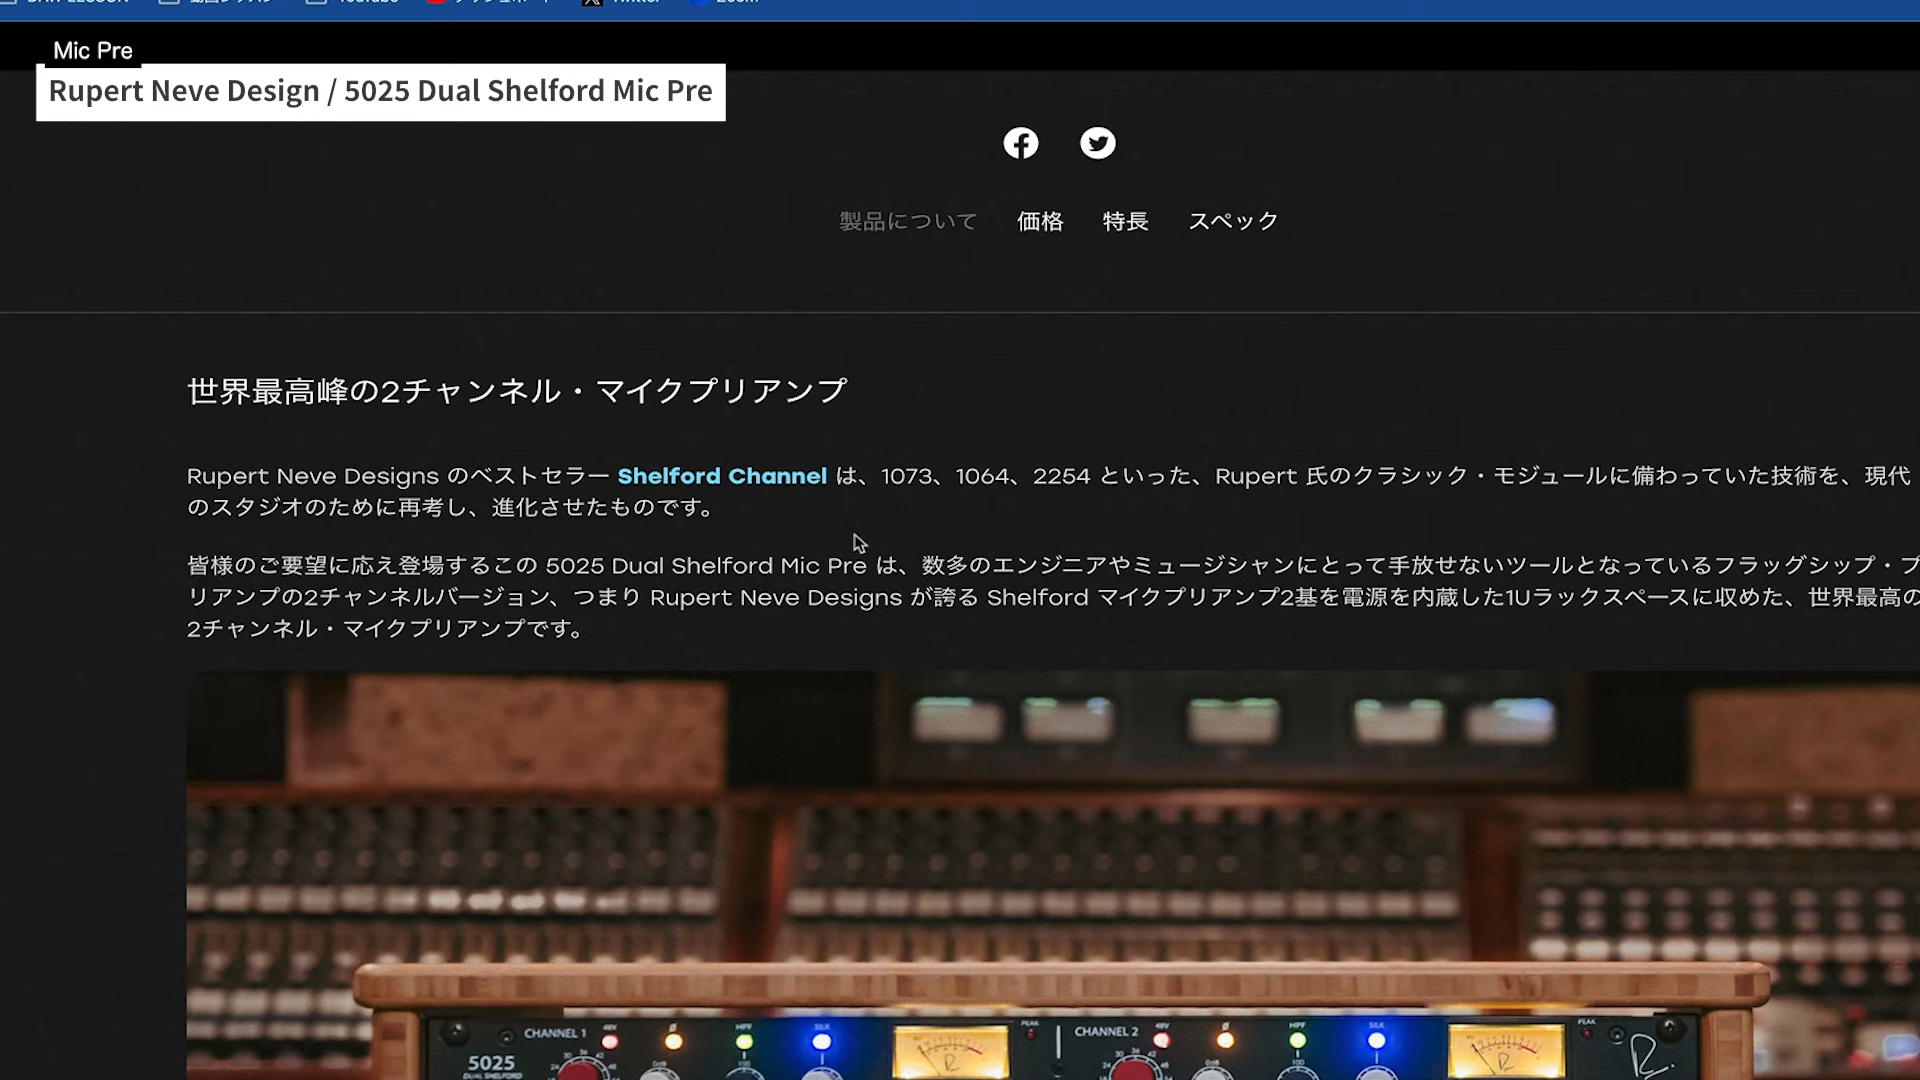 YouTube
Twitter
Zoom
Mic Pre
Rupert Neve Design / 5025 Dual Shelford Mic Pre
製品について 価格 特長 スペック
世界最高峰の2チャンネル・マイクプリアンプ
Rupert Neve Designs のベストセラー Shelford Channel は、1073、1064、2254 といった、Rupert 氏のクラシック・モジュールに備わっていた技術を、現代
のスタジオのために再考し、進化させたものです。
皆様のご要望に応え登場するこの 5025 Dual Shelford Mic Pre は、数多のエンジニアやミュージシャンにとって手放せないツールとなっているフラッグシップ・プ
リアンプの2チャンネルバージョン、つまり Rupert Neve Designs が誇る Shelford マイクプリアンプ2基を電源を内蔵した1Uラックスペースに収めた、世界最高の
2チャンネル・マイクプリアンプです。
CHANNEL 1 48V Ø HPF SILK PEAK CHANNEL 2 48V Ø HPF SILK PEAK
5025
DUAL SHELFORD